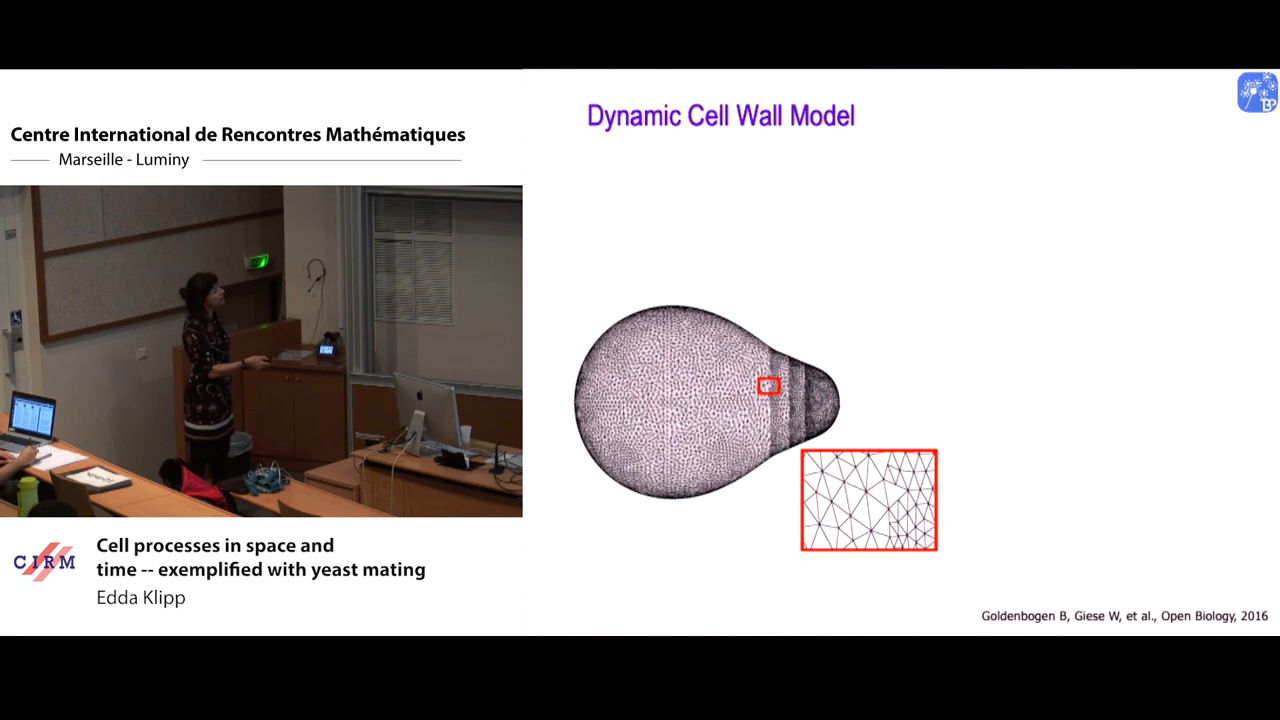 Centre International de Rencontres Mathématiques
Marseille - Luminy
Dynamic Cell Wall Model
CIRM
Cell processes in space and
time -- exemplified with yeast mating
Edda Klipp
Goldenbogen B, Giese W, et al., Open Biology, 2016